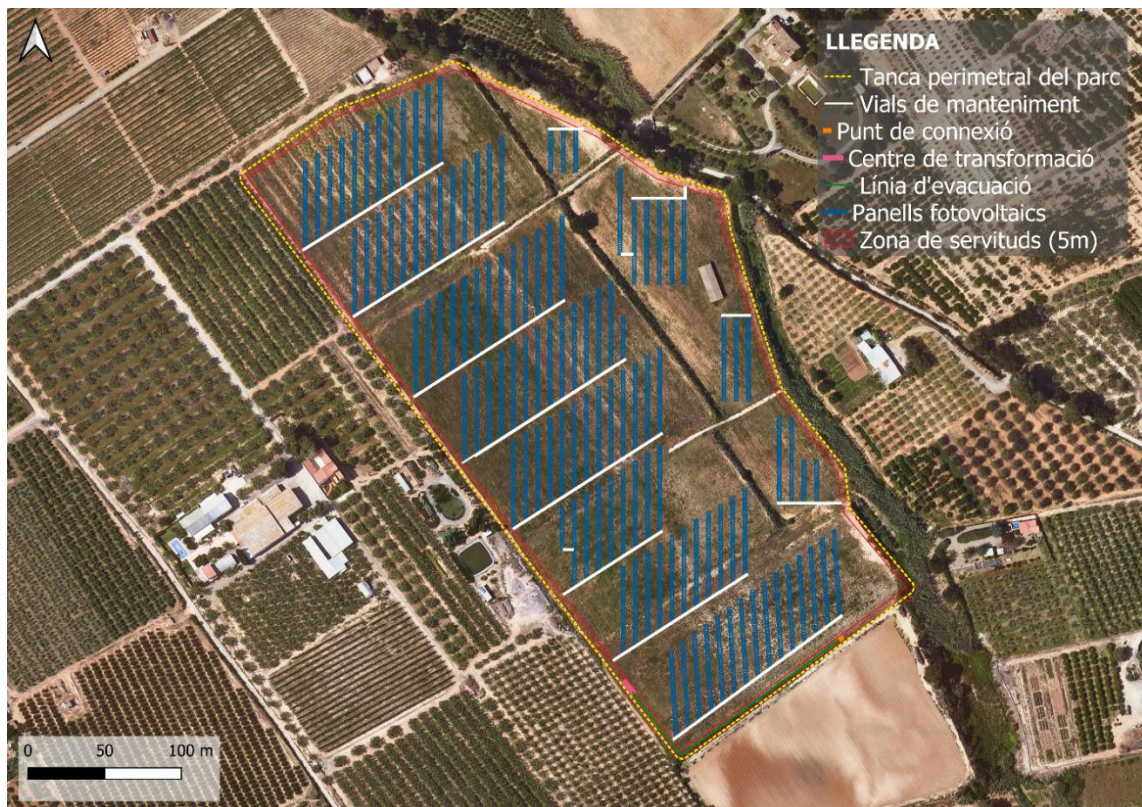 LLEGENDA
Tanca perimetral del parc
Vials de manteniment
Punt de connexió
Centre de transformació
Línia d'evacuació
Panells fotovoltaics
Zona de servituds (5m)
0 50 100 m